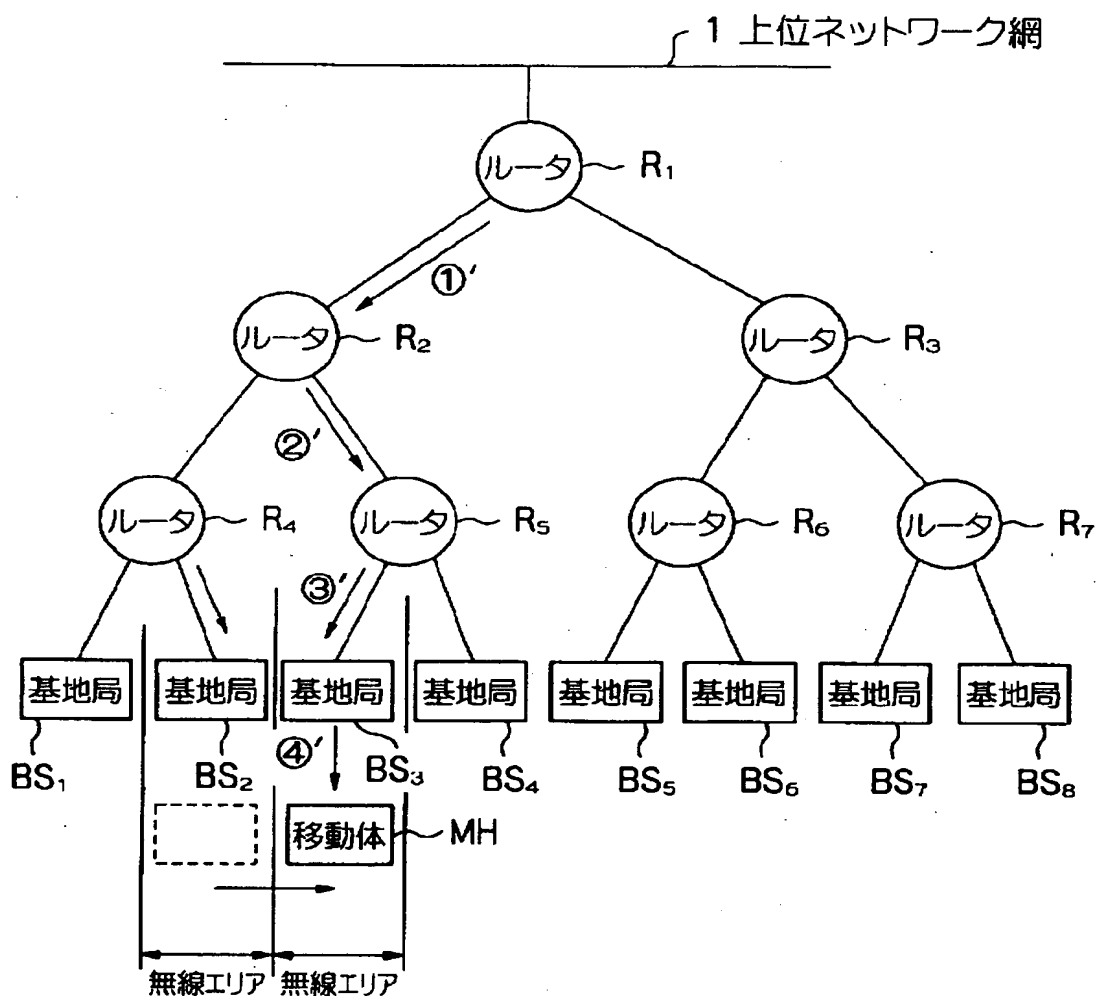 1 上位ネットワーク網
ルータ R₁
①′
ルータ R₂
ルータ R₃
②′
ルータ R₄
ルータ R₅
ルータ R₆
ルータ R₇
③′
基地局 基地局 基地局 基地局 基地局 基地局 基地局 基地局
④′
BS₁ BS₂ BS₃ BS₄ BS₅ BS₆ BS₇ BS₈
移動体 MH
無線エリア 無線エリア